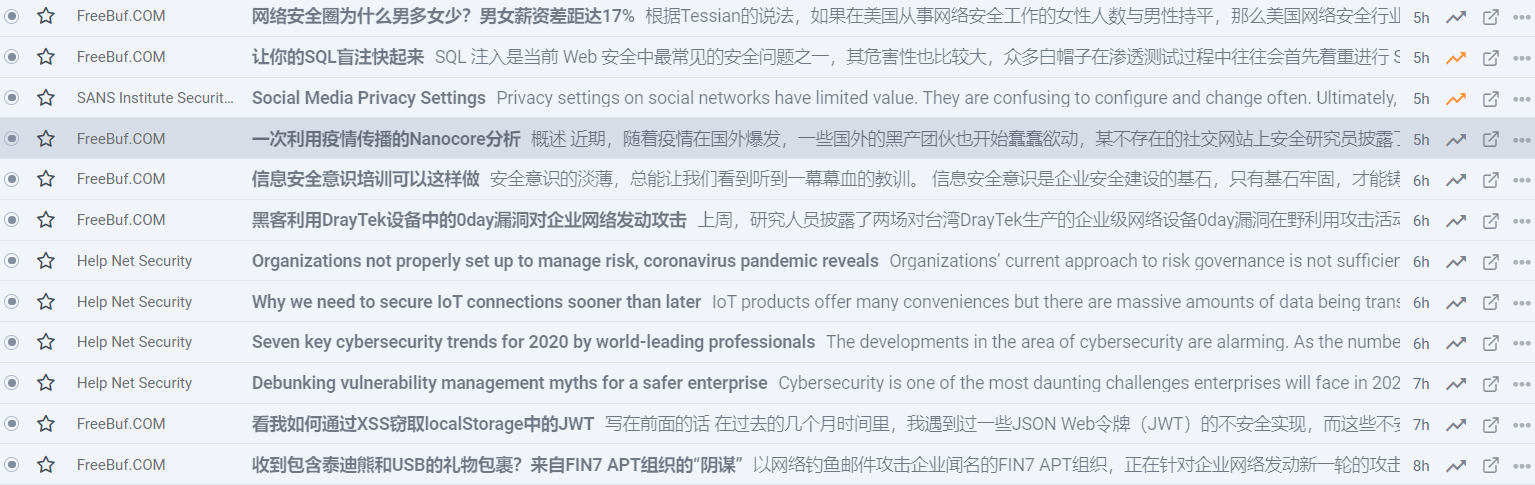 FreeBuf.COM 网络安全圈为什么男多女少？男女薪资差距达17% 根据Tessian的说法，如果在美国从事网络安全工作的女性人数与男性持平，那么美国网络安全行业 5h
FreeBuf.COM 让你的SQL盲注快起来 SQL 注入是当前 Web 安全中最常见的安全问题之一，其危害性也比较大，众多白帽子在渗透测试过程中往往会首先着重进行 S 5h
SANS Institute Securit... Social Media Privacy Settings Privacy settings on social networks have limited value. They are confusing to configure and change often. Ultimately, 5h
FreeBuf.COM 一次利用疫情传播的Nanocore分析 概述 近期，随着疫情在国外爆发，一些国外的黑产团伙也开始蠢蠢欲动，某不存在的社交网站上安全研究员披露了 5h
FreeBuf.COM 信息安全意识培训可以这样做 安全意识的淡薄，总能让我们看到听到一幕幕血的教训。 信息安全意识是企业安全建设的基石，只有基石牢固，才能铸 6h
FreeBuf.COM 黑客利用DrayTek设备中的0day漏洞对企业网络发动攻击 上周，研究人员披露了两场对台湾DrayTek生产的企业级网络设备0day漏洞在野利用攻击活动 6h
Help Net Security Organizations not properly set up to manage risk, coronavirus pandemic reveals Organizations’ current approach to risk governance is not sufficien 6h
Help Net Security Why we need to secure IoT connections sooner than later IoT products offer many conveniences but there are massive amounts of data being trans 6h
Help Net Security Seven key cybersecurity trends for 2020 by world-leading professionals The developments in the area of cybersecurity are alarming. As the numbe 6h
Help Net Security Debunking vulnerability management myths for a safer enterprise Cybersecurity is one of the most daunting challenges enterprises will face in 202 7h
FreeBuf.COM 看我如何通过XSS窃取localStorage中的JWT 写在前面的话 在过去的几个月时间里，我遇到过一些JSON Web令牌（JWT）的不安全实现，而这些不安 7h
FreeBuf.COM 收到包含泰迪熊和USB的礼物包裹？来自FIN7 APT组织的“阴谋” 以网络钓鱼邮件攻击企业闻名的FIN7 APT组织，正在针对企业网络发动新一轮的攻击 8h